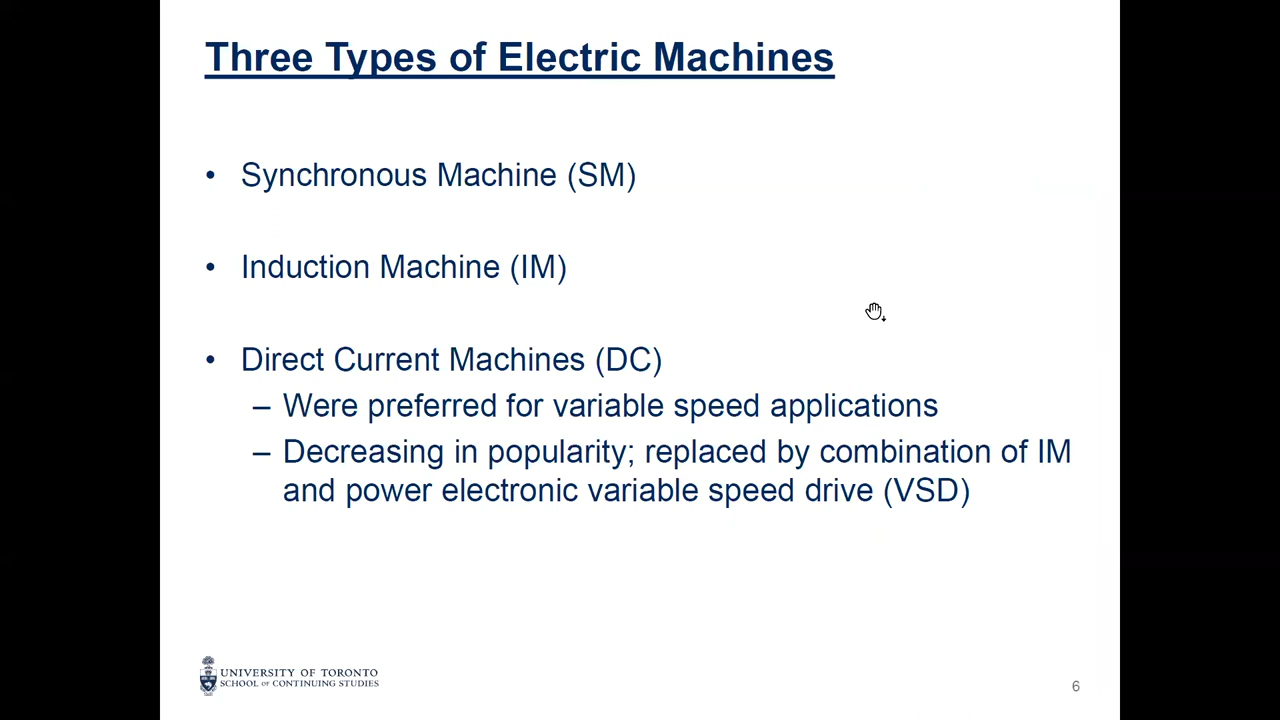 Three Types of Electric Machines
• Synchronous Machine (SM)
• Induction Machine (IM)
• Direct Current Machines (DC)
– Were preferred for variable speed applications
– Decreasing in popularity; replaced by combination of IM
and power electronic variable speed drive (VSD)
UNIVERSITY OF TORONTO
SCHOOL OF CONTINUING STUDIES
6